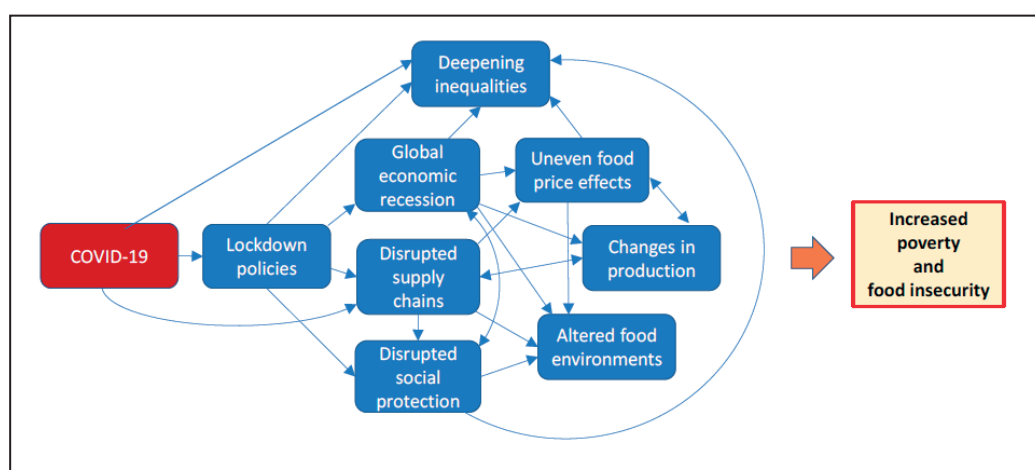 Deepening
inequalities
Global
economic
recession
Uneven food
price effects
COVID-19
Lockdown
policies
Disrupted
supply
chains
Changes in
production
Disrupted
social
protection
Altered food
environments
Increased
poverty
and
food insecurity